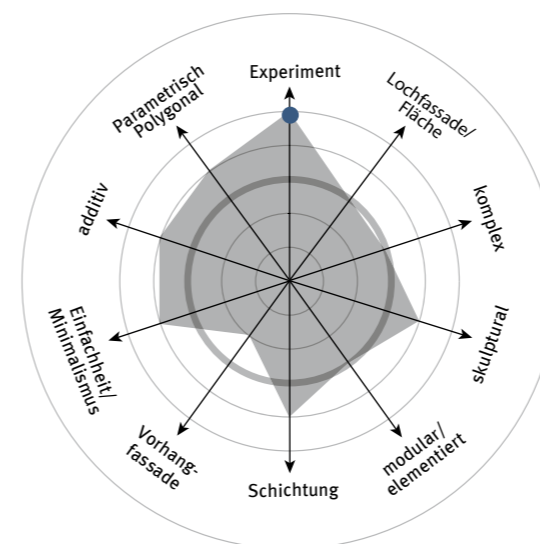 Experiment
Lochfassade/
Fläche
komplex
skulptural
modular/
elementiert
Schichtung
Vorhang-
fassade
Einfachheit/
Minimalismus
additiv
Parametrisch
Polygonal